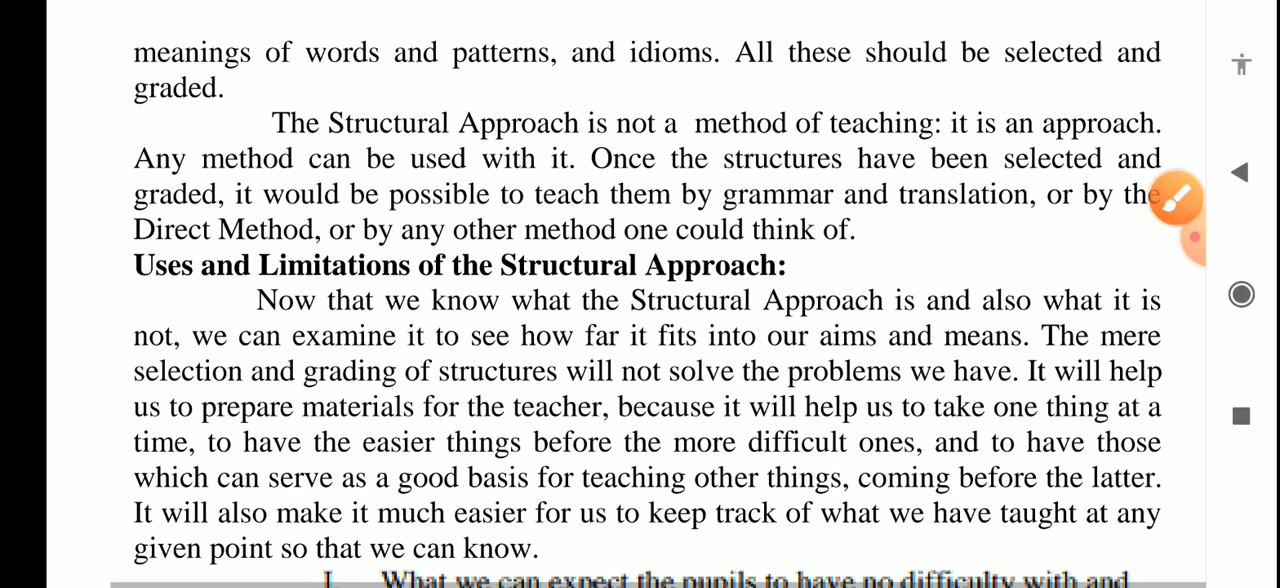 meanings of words and patterns, and idioms. All these should be selected and
graded.
The Structural Approach is not a method of teaching: it is an approach.
Any method can be used with it. Once the structures have been selected and
graded, it would be possible to teach them by grammar and translation, or by the
Direct Method, or by any other method one could think of.
Uses and Limitations of the Structural Approach:
Now that we know what the Structural Approach is and also what it is
not, we can examine it to see how far it fits into our aims and means. The mere
selection and grading of structures will not solve the problems we have. It will help
us to prepare materials for the teacher, because it will help us to take one thing at a
time, to have the easier things before the more difficult ones, and to have those
which can serve as a good basis for teaching other things, coming before the latter.
It will also make it much easier for us to keep track of what we have taught at any
given point so that we can know.
I. What we can expect the pupils to have no difficulty with and